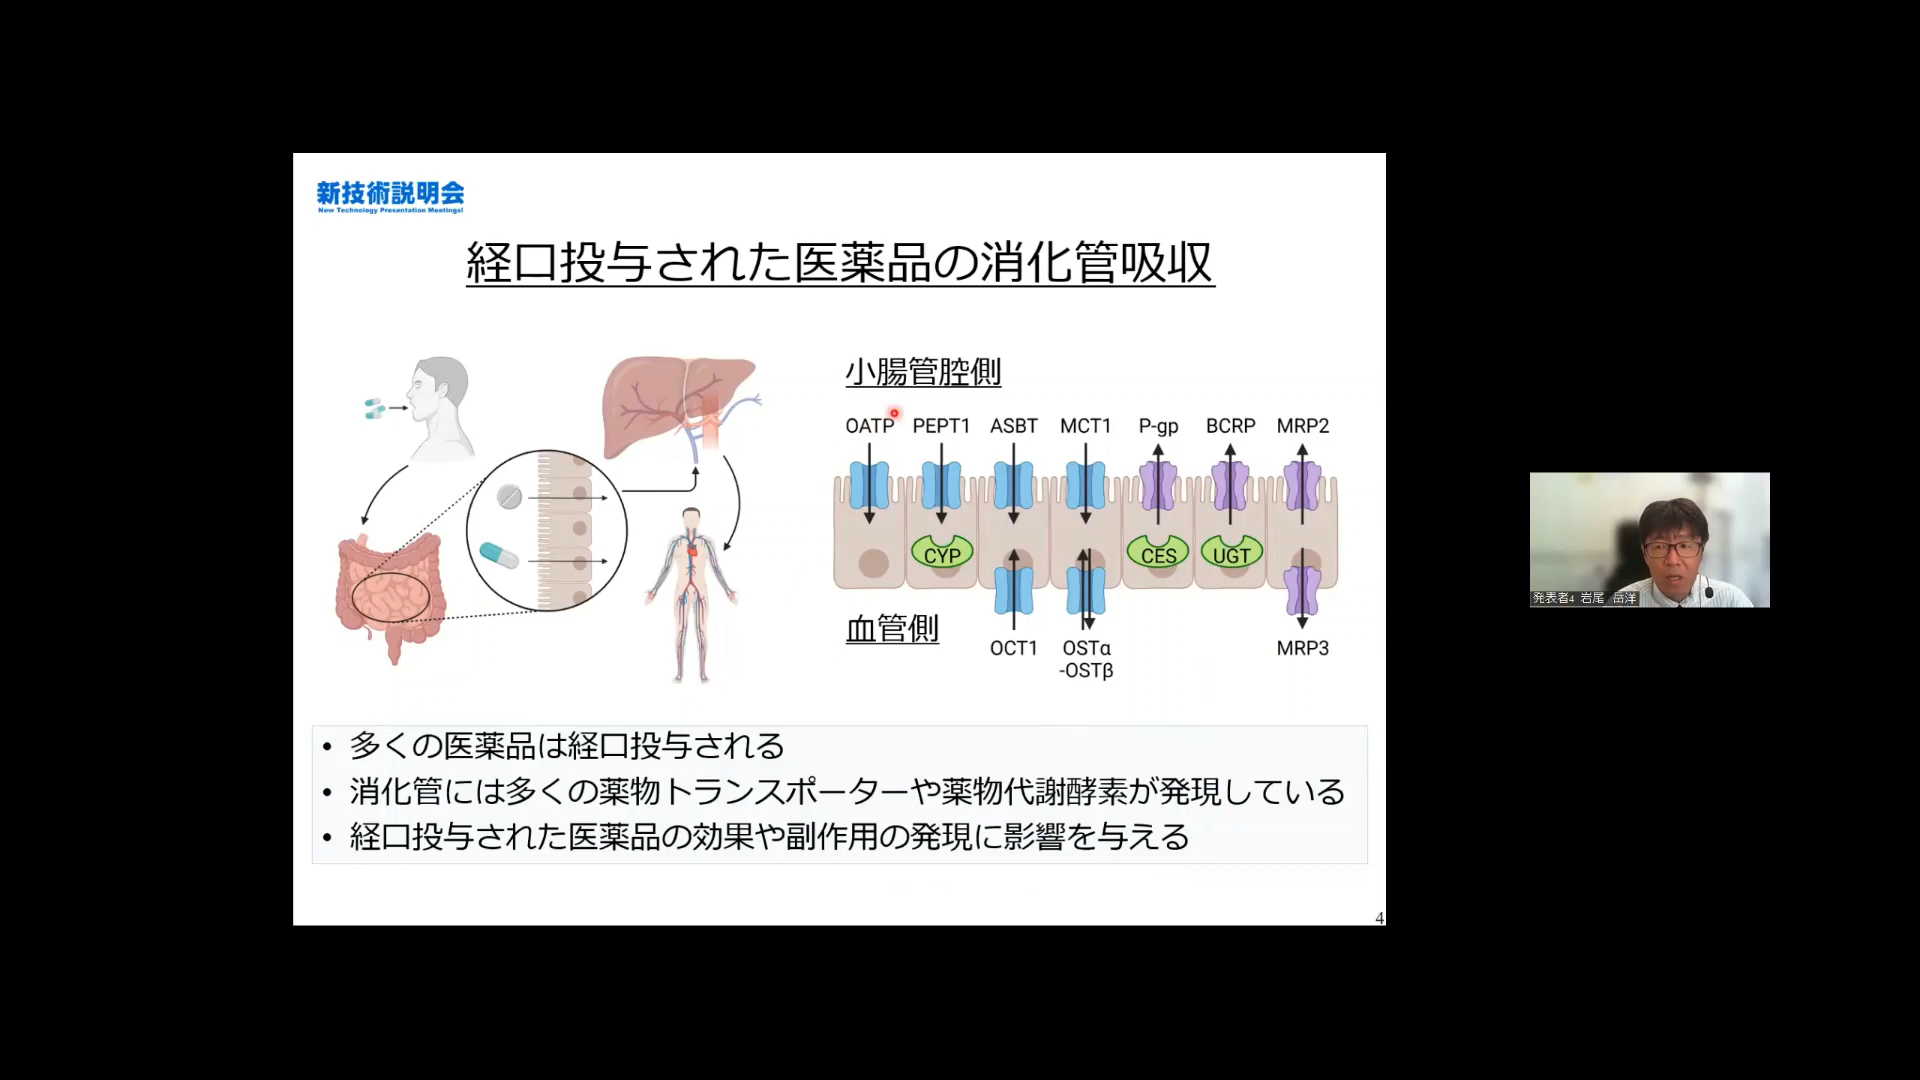 新技術説明会
New Technology Presentation Meetings!
経口投与された医薬品の消化管吸収
小腸管腔側
OATP PEPT1 ASBT MCT1 P-gp BCRP MRP2
CYP CES UGT
血管側
OCT1 OSTα MRP3
-OSTβ
• 多くの医薬品は経口投与される
• 消化管には多くの薬物トランスポーターや薬物代謝酵素が発現している
• 経口投与された医薬品の効果や副作用の発現に影響を与える
4
発表者4 岩尾 岳洋